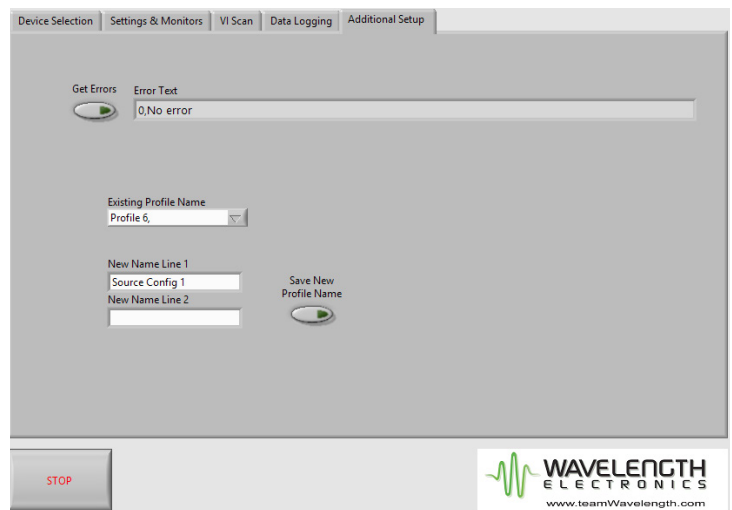 Device Selection
Settings & Monitors
VI Scan
Data Logging
Additional Setup
Get Errors
Error Text
0,No error
Existing Profile Name
Profile 6,
New Name Line 1
Source Config 1
New Name Line 2
Save New
Profile Name
STOP
WAVELENGTH
ELECTRONICS
www.teamWavelength.com